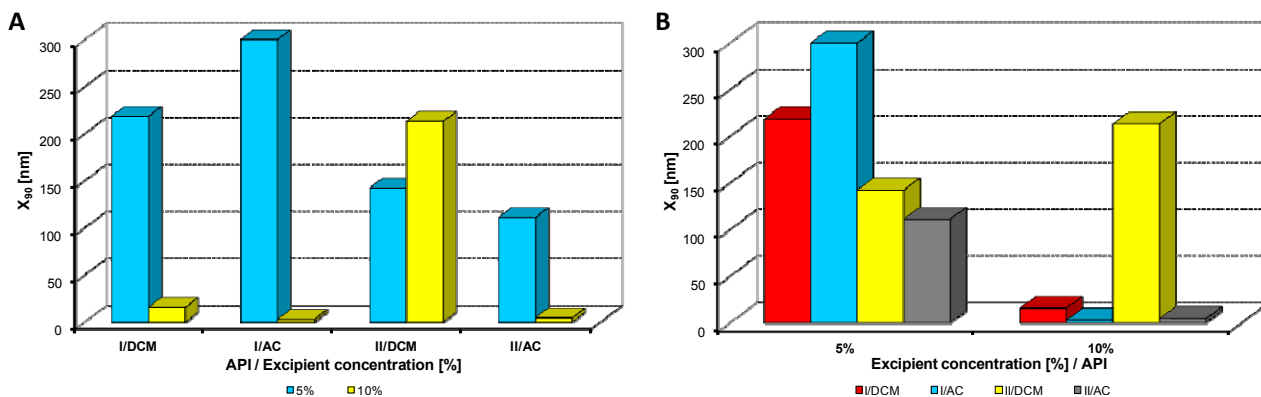 A
X90 [nm]
300
250
200
150
100
50
0
I/DCM I/AC II/DCM II/AC
API / Excipient concentration [%]
5% 10%
B
X90 [nm]
300
250
200
150
100
50
0
5% 10%
Excipient concentration [%] / API
I/DCM I/AC II/DCM II/AC